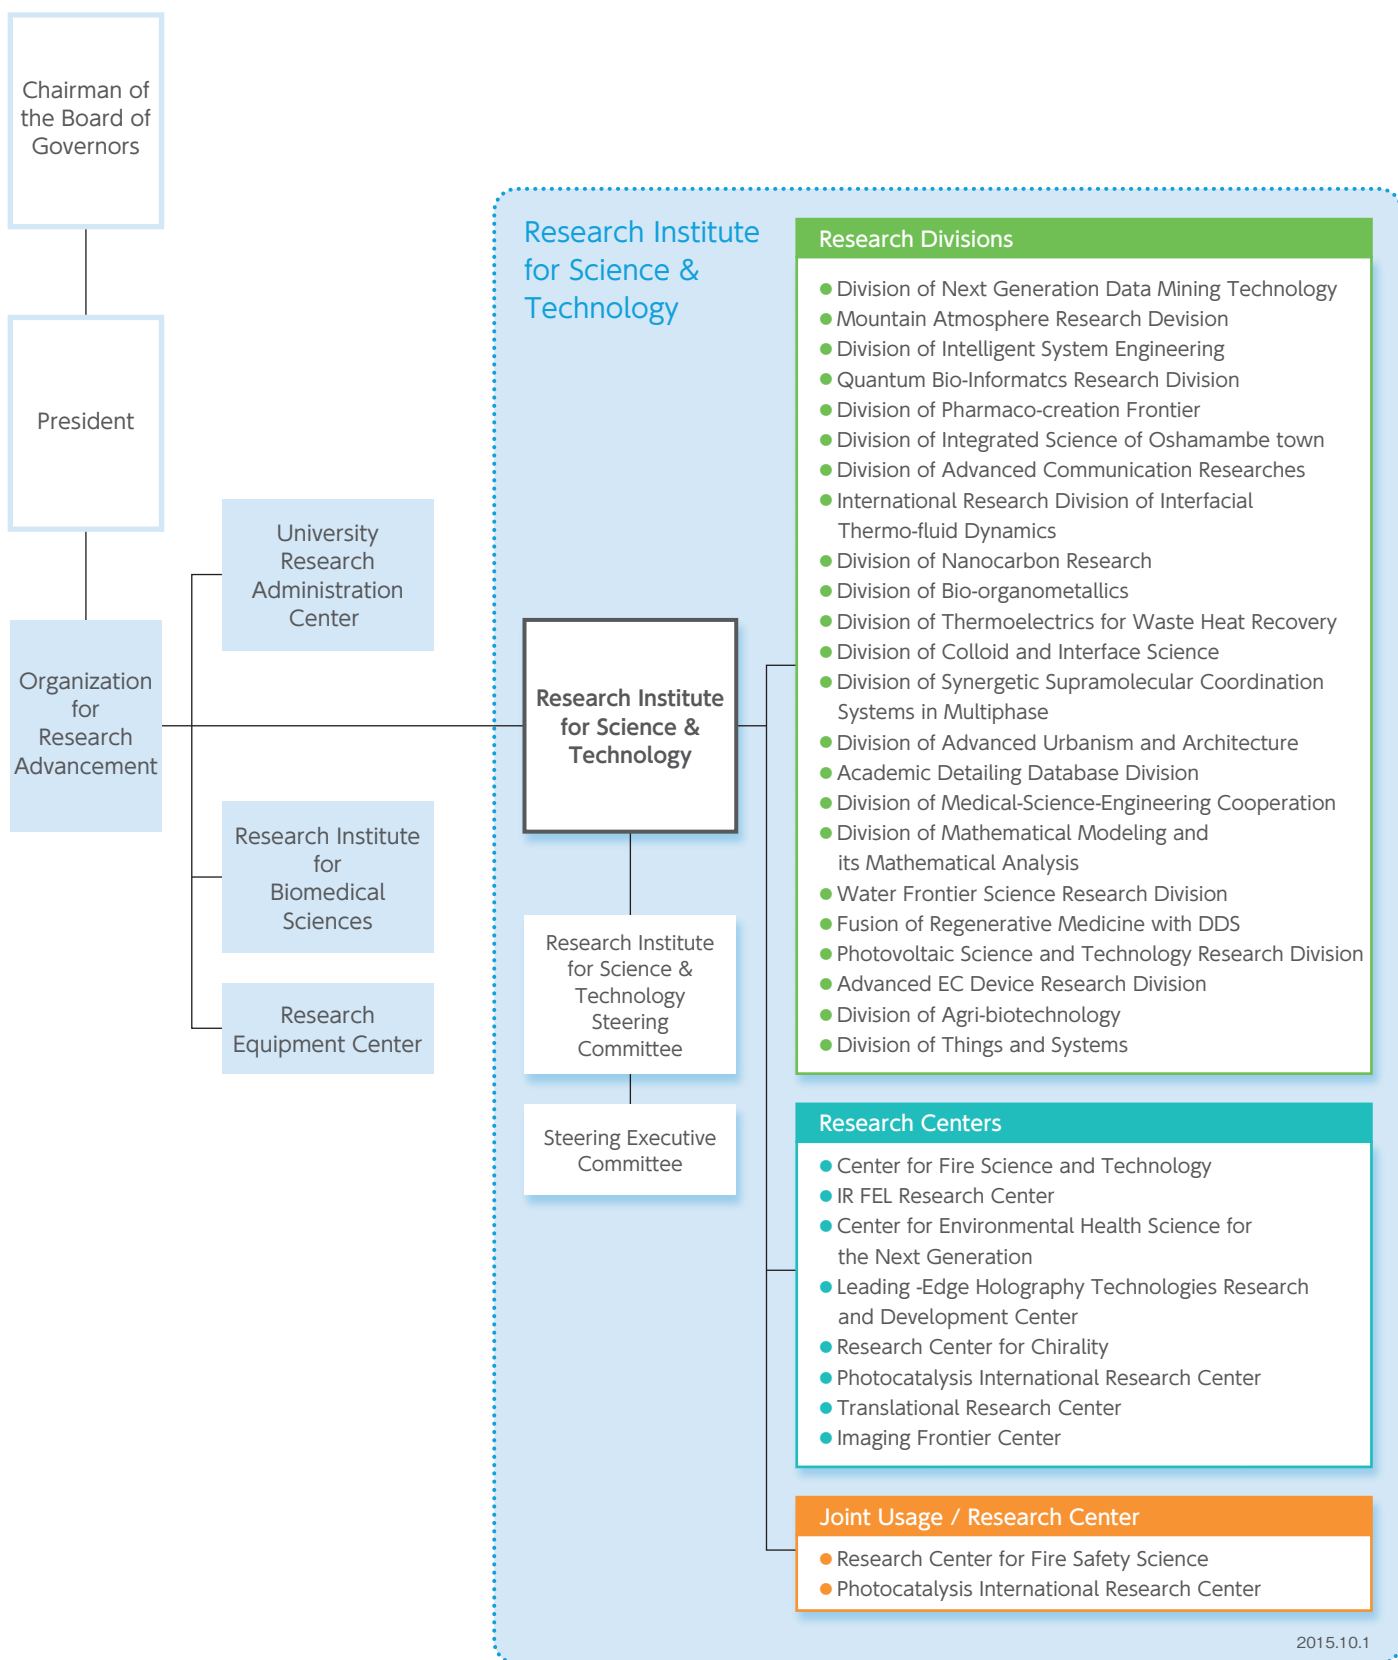 Chairman of
the Board of
Governors
President
Organization
for
Research
Advancement
University
Research
Administration
Center
Research Institute
for
Biomedical
Sciences
Research
Equipment Center
Research Institute
for Science &
Technology
Research Institute
for Science &
Technology
Research Institute
for Science &
Technology
Steering
Committee
Steering Executive
Committee
Research Divisions
● Division of Next Generation Data Mining Technology
● Mountain Atmosphere Research Devision
● Division of Intelligent System Engineering
● Quantum Bio-Informatcs Research Division
● Division of Pharmaco-creation Frontier
● Division of Integrated Science of Oshamambe town
● Division of Advanced Communication Researches
● International Research Division of Interfacial
Thermo-fluid Dynamics
● Division of Nanocarbon Research
● Division of Bio-organometallics
● Division of Thermoelectrics for Waste Heat Recovery
● Division of Colloid and Interface Science
● Division of Synergetic Supramolecular Coordination
Systems in Multiphase
● Division of Advanced Urbanism and Architecture
● Academic Detailing Database Division
● Division of Medical-Science-Engineering Cooperation
● Division of Mathematical Modeling and
its Mathematical Analysis
● Water Frontier Science Research Division
● Fusion of Regenerative Medicine with DDS
● Photovoltaic Science and Technology Research Division
● Advanced EC Device Research Division
● Division of Agri-biotechnology
● Division of Things and Systems
Research Centers
● Center for Fire Science and Technology
● IR FEL Research Center
● Center for Environmental Health Science for
the Next Generation
● Leading -Edge Holography Technologies Research
and Development Center
● Research Center for Chirality
● Photocatalysis International Research Center
● Translational Research Center
● Imaging Frontier Center
Joint Usage / Research Center
● Research Center for Fire Safety Science
● Photocatalysis International Research Center
2015.10.1